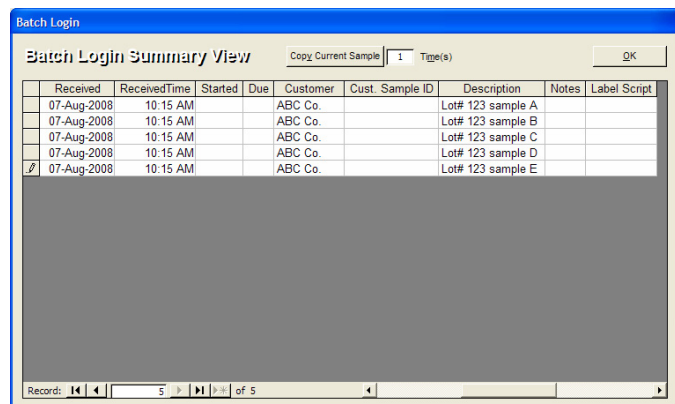 Batch Login
Batch Login Summary View Copy Current Sample 1 Time(s) OK
Received ReceivedTime Started Due Customer Cust. Sample ID Description Notes Label Script
07-Aug-2008 10:15 AM ABC Co. Lot# 123 sample A
07-Aug-2008 10:15 AM ABC Co. Lot# 123 sample B
07-Aug-2008 10:15 AM ABC Co. Lot# 123 sample C
07-Aug-2008 10:15 AM ABC Co. Lot# 123 sample D
07-Aug-2008 10:15 AM ABC Co. Lot# 123 sample E
Record: 5 of 5